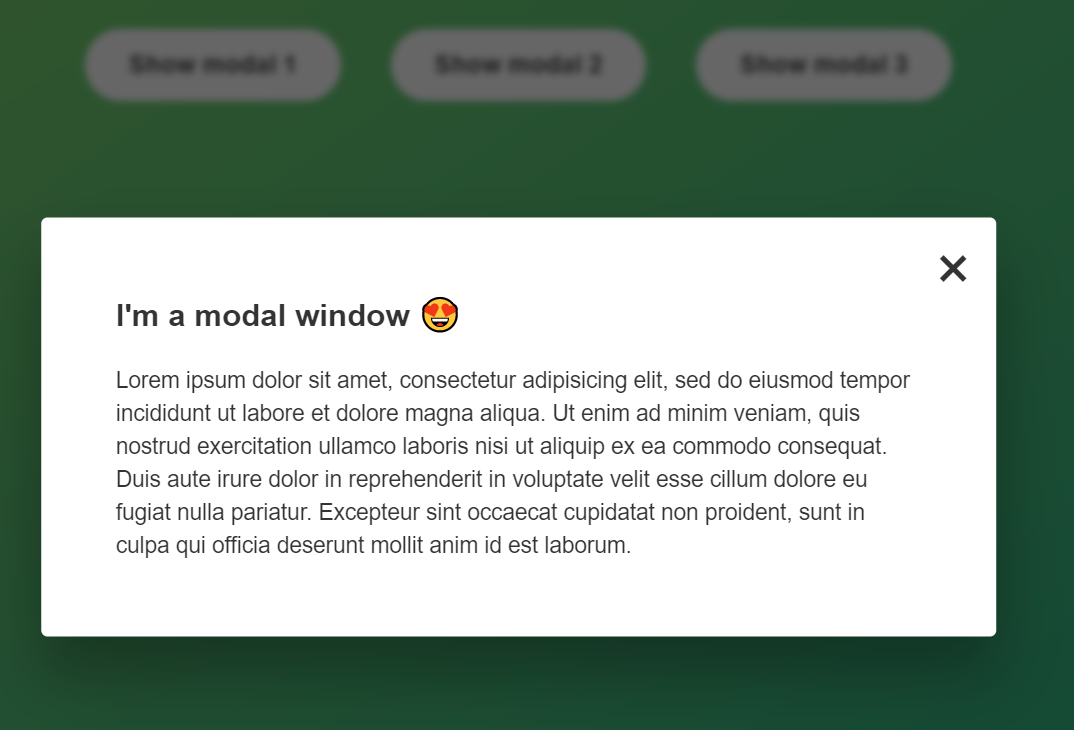 Show modal 1 Show modal 2 Show modal 3
I'm a modal window 😍
Lorem ipsum dolor sit amet, consectetur adipisicing elit, sed do eiusmod tempor
incididunt ut labore et dolore magna aliqua. Ut enim ad minim veniam, quis
nostrud exercitation ullamco laboris nisi ut aliquip ex ea commodo consequat.
Duis aute irure dolor in reprehenderit in voluptate velit esse cillum dolore eu
fugiat nulla pariatur. Excepteur sint occaecat cupidatat non proident, sunt in
culpa qui officia deserunt mollit anim id est laborum.